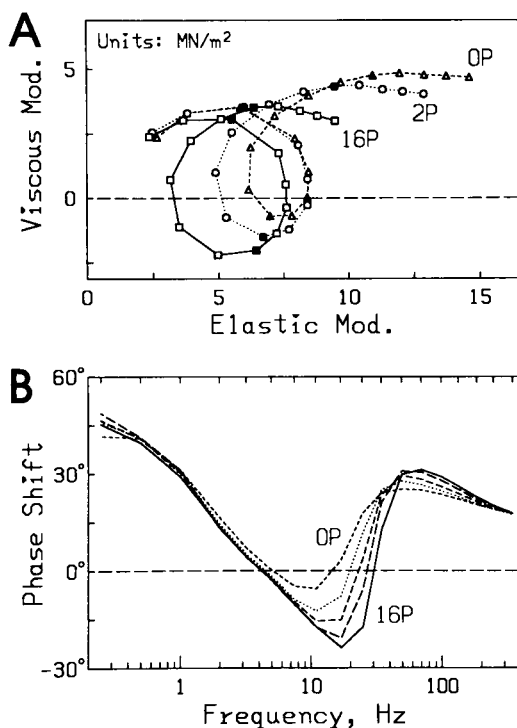 A
Units: MN/m²
Viscous Mod.
5
0
0P
2P
16P
0
5
10
15
Elastic Mod.
B
60°
30°
0°
-30°
Phase Shift
0P
16P
1
10
100
Frequency, Hz